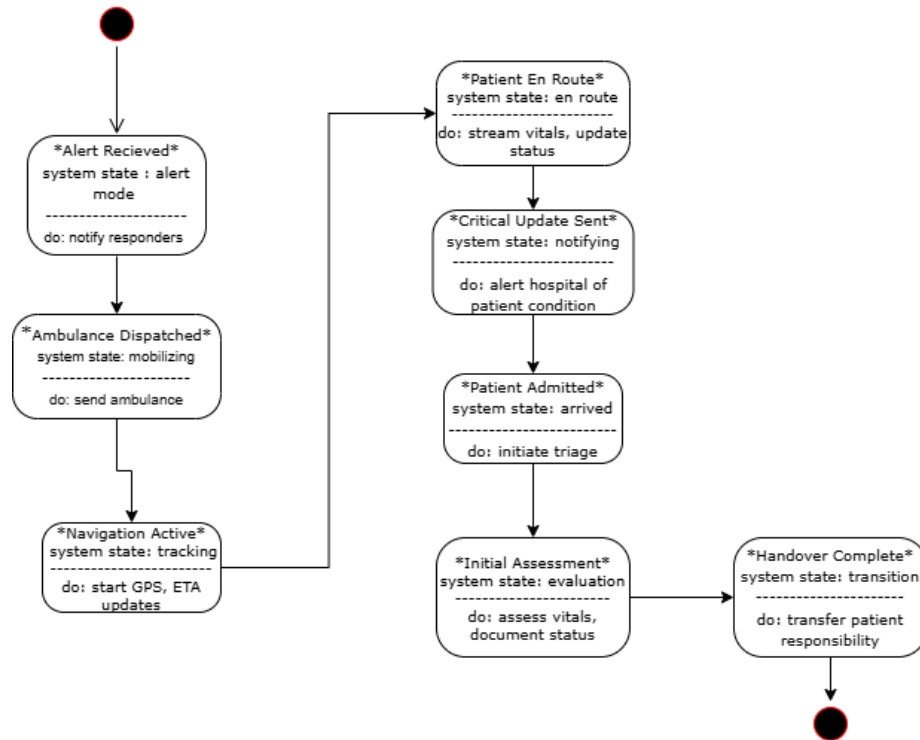 *Alert Recieved*
system state : alert
mode
----------------------
do: notify responders
*Ambulance Dispatched*
system state: mobilizing
----------------------
do: send ambulance
*Navigation Active*
system state: tracking
----------------------
do: start GPS, ETA
updates
*Patient En Route*
system state: en route
----------------------
do: stream vitals, update
status
*Critical Update Sent*
system state: notifying
----------------------
do: alert hospital of
patient condition
*Patient Admitted*
system state: arrived
----------------------
do: initiate triage
*Initial Assessment*
system state: evaluation
----------------------
do: assess vitals,
document status
*Handover Complete*
system state: transition
----------------------
do: transfer patient
responsibility